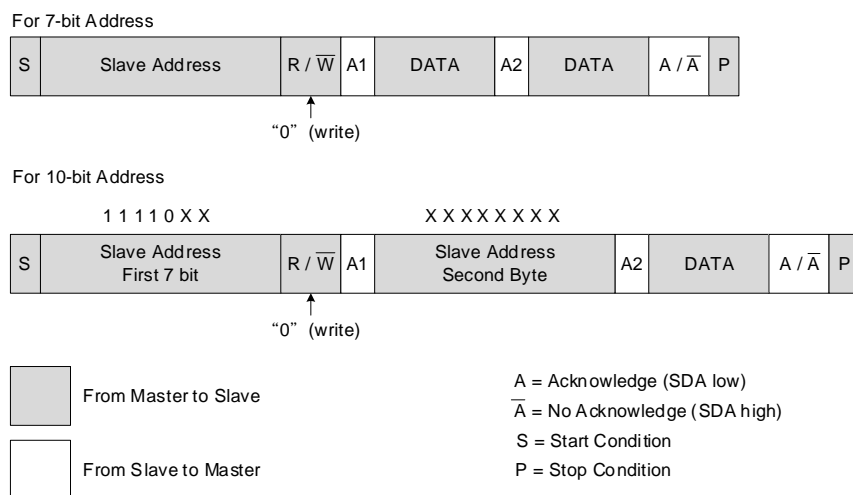 For 7-bit Address
S Slave Address R / W̅ A1 DATA A2 DATA A / A̅ P
“0” (write)
For 10-bit Address
1 1 1 1 0 X X X X X X X X X X
S Slave Address First 7 bit R / W̅ A1 Slave Address Second Byte A2 DATA A / A̅ P
“0” (write)
From Master to Slave
From Slave to Master
A = Acknowledge (SDA low)
A̅ = No Acknowledge (SDA high)
S = Start Condition
P = Stop Condition